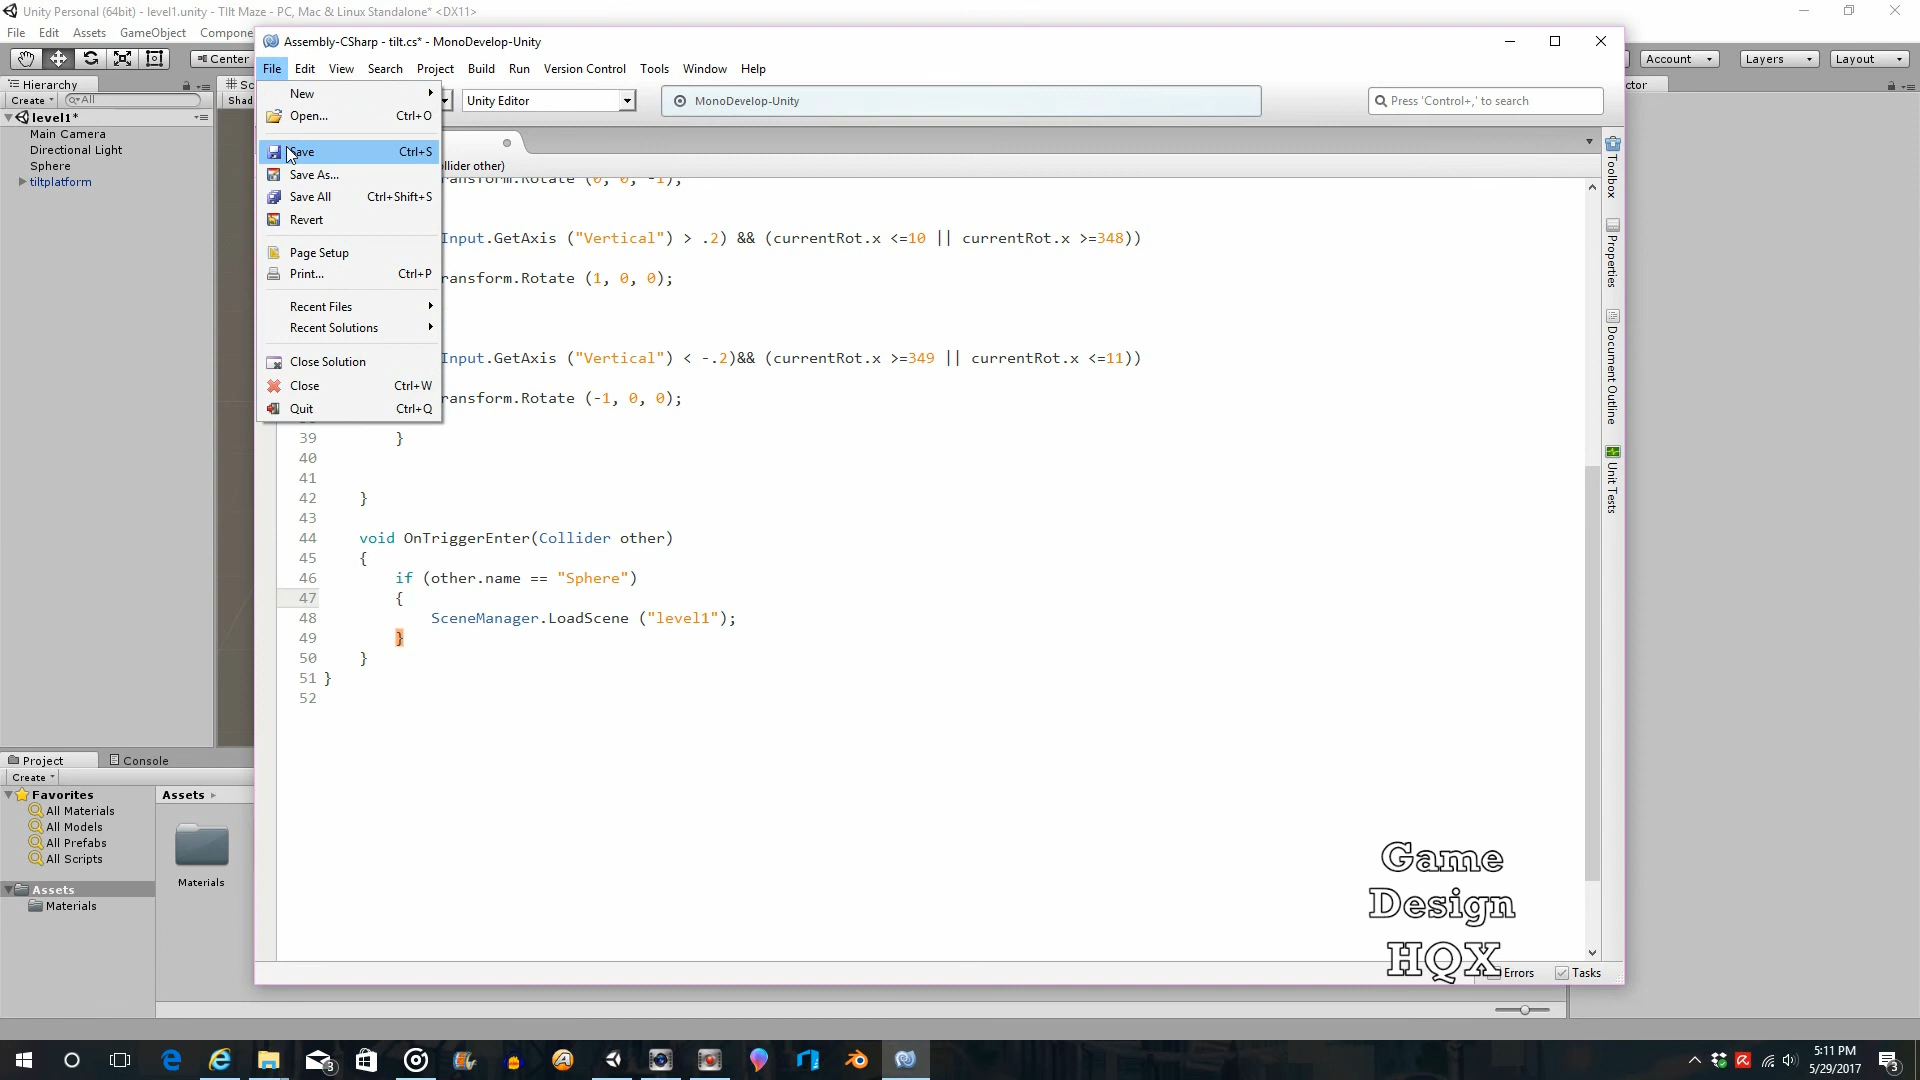 Unity Personal (64bit) - level1.unity - TIlt Maze - PC, Mac & Linux Standalone* <DX11>
File Edit Assets GameObject Compone
Center
Account
Layers
Layout
Hierarchy
Create
All
level1*
Main Camera
Directional Light
Sphere
tiltplatform
Sc
Shad
ctor
Assembly-CSharp - tilt.cs* - MonoDevelop-Unity
File Edit View Search Project Build Run Version Control Tools Window Help
Unity Editor
MonoDevelop-Unity
Press 'Control+,' to search
New
Open... Ctrl+O
Save Ctrl+S
Save As...
Save All Ctrl+Shift+S
Revert
Page Setup
Print... Ctrl+P
Recent Files
Recent Solutions
Close Solution
Close Ctrl+W
Quit Ctrl+Q
ollider other)
ransform.Rotate (0, 0, -1);
Input.GetAxis ("Vertical") > .2) && (currentRot.x <=10 || currentRot.x >=348))
ransform.Rotate (1, 0, 0);
Input.GetAxis ("Vertical") < -.2)&& (currentRot.x >=349 || currentRot.x <=11))
ransform.Rotate (-1, 0, 0);
39 }
40
41
42 }
43
44 void OnTriggerEnter(Collider other)
45 {
46 if (other.name == "Sphere")
47 {
48 SceneManager.LoadScene ("level1");
49 }
50 }
51 }
52
Toolbox
Properties
Document Outline
Unit Tests
Project
Console
Create
Favorites
All Materials
All Models
All Prefabs
All Scripts
Assets
Materials
Assets
Materials
Game
Design
HQX
Errors
Tasks
3
5:11 PM
5/29/2017
3